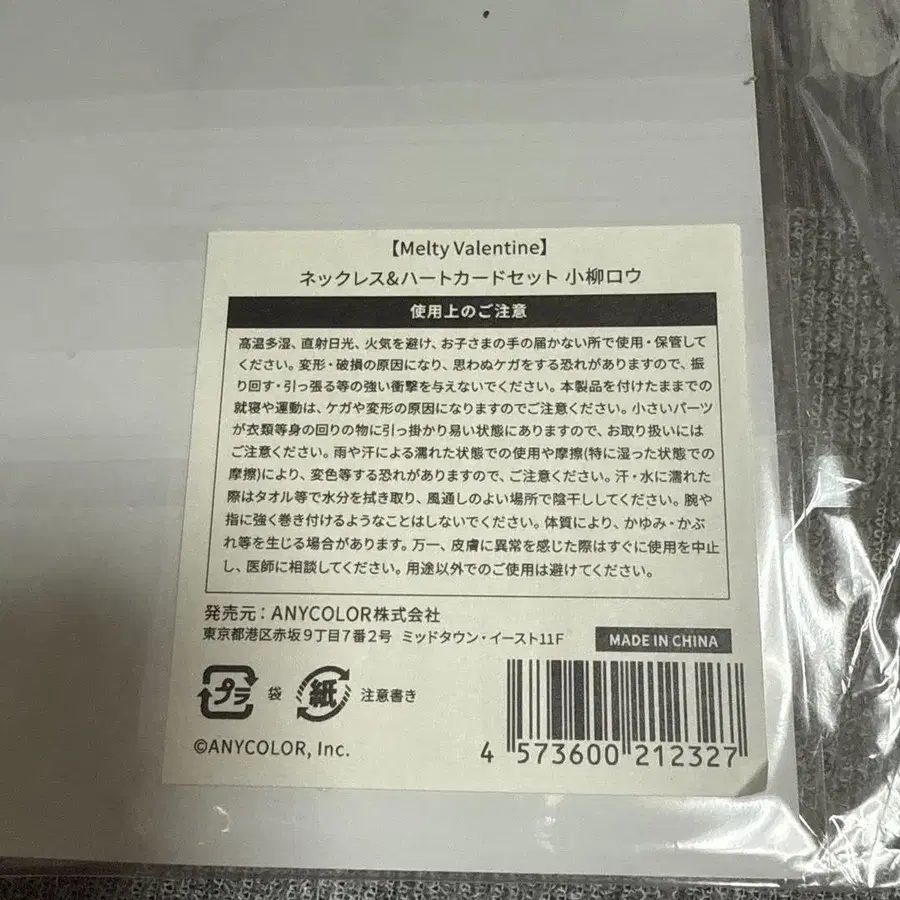 【Melty Valentine】
ネックレス&ハートカードセット 小柳ロウ
使用上のご注意
高温多湿、直射日光、火気を避け、お子さまの手の届かない所で使用・保管して
ください。変形・破損の原因になり、思わぬケガをする恐れがありますので、振
り回す・引っ張る等の強い衝撃を与えないでください。本製品を付けたままでの
就寝や運動は、ケガや変形の原因になりますのでご注意ください。小さいパーツ
が衣類等身の回りの物に引っ掛かり易い状態にありますので、お取り扱いには
ご注意ください。雨や汗による濡れた状態での使用や摩擦(特に湿った状態での
摩擦)により、変色等する恐れがありますので、ご注意ください。汗・水に濡れた
際はタオル等で水分を拭き取り、風通しのよい場所で陰干ししてください。腕や
指に強く巻き付けるようなことはしないでください。体質により、かゆみ・かぶ
れ等を生じる場合があります。万一、皮膚に異常を感じた際はすぐに使用を中止
し、医師に相談してください。用途以外でのご使用は避けてください。
発売元：ANYCOLOR株式会社
東京都港区赤坂9丁目7番2号 ミッドタウン・イースト11F
MADE IN CHINA
プラ 袋 紙 注意書き
©ANYCOLOR, Inc.
4 573600 212327